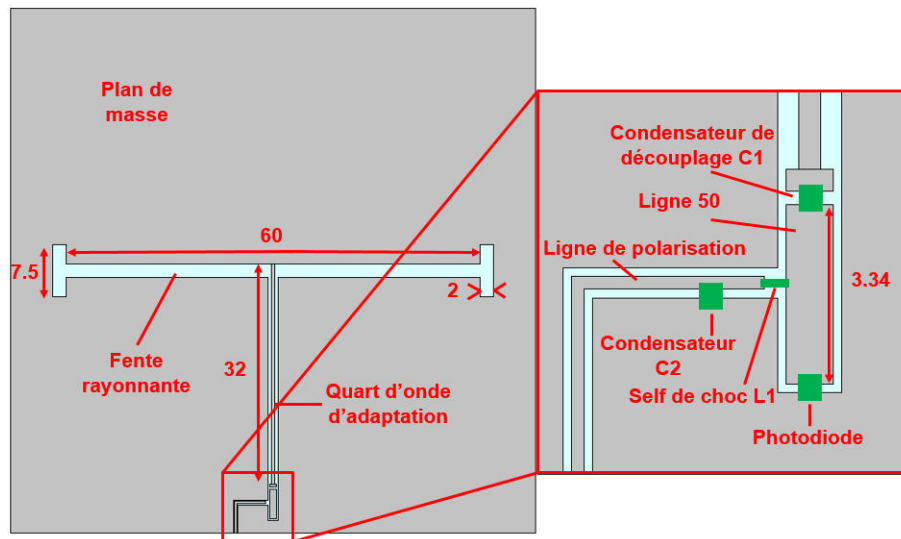 Plan de
masse
60
7.5
2
Fente
rayonnante
32
Quart d'onde
d'adaptation
Condensateur de
découplage C1
Ligne 50
Ligne de polarisation
3.34
Condensateur
C2
Self de choc L1
Photodiode